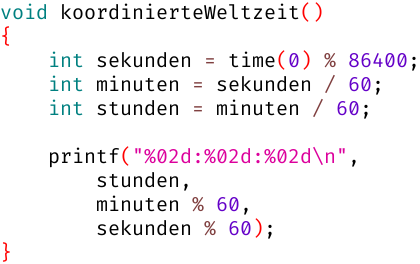 void koordinierteWeltzeit()
{
    int sekunden = time(0) % 86400;
    int minuten = sekunden / 60;
    int stunden = minuten / 60;

    printf("%02d:%02d:%02d\n",
        stunden,
        minuten % 60,
        sekunden % 60);
}